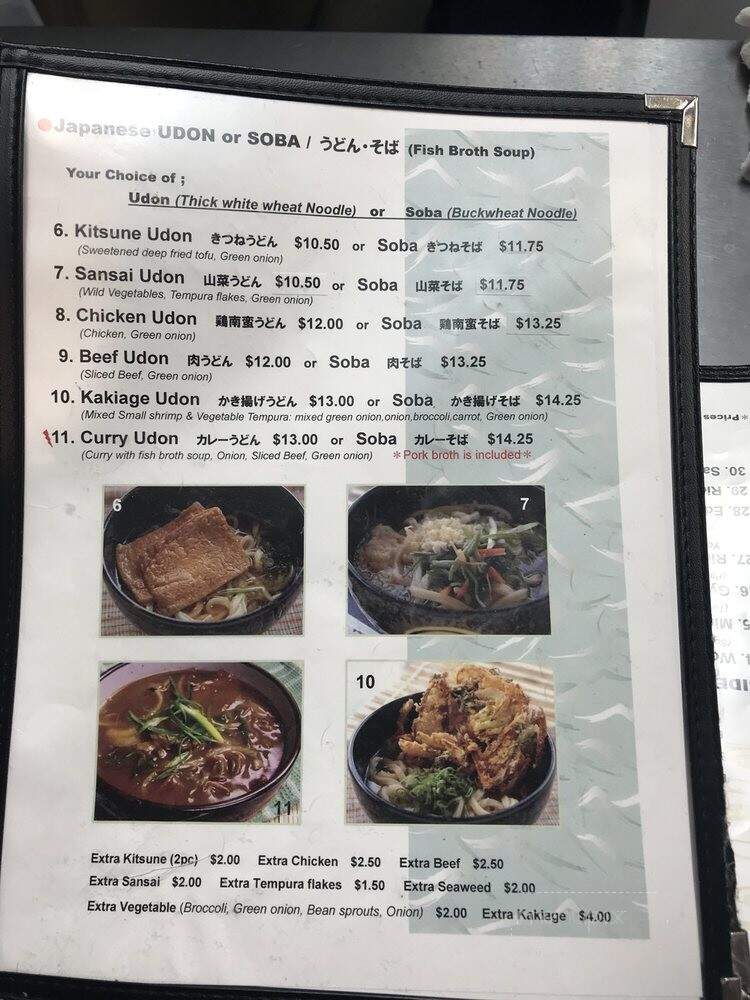 Japanese UDON or SOBA / うどん・そば (Fish Broth Soup)
Your Choice of ;
Udon (Thick white wheat Noodle) or Soba (Buckwheat Noodle)
6. Kitsune Udon きつねうどん $10.50 or Soba きつねそば $11.75
(Sweetened deep fried tofu, Green onion)
7. Sansai Udon 山菜うどん $10.50 or Soba 山菜そば $11.75
(Wild Vegetables, Tempura flakes, Green onion)
8. Chicken Udon 鶏南蛮うどん $12.00 or Soba 鶏南蛮そば $13.25
(Chicken, Green onion)
9. Beef Udon 肉うどん $12.00 or Soba 肉そば $13.25
(Sliced Beef, Green onion)
10. Kakiage Udon かき揚げうどん $13.00 or Soba かき揚げそば $14.25
(Mixed Small shrimp & Vegetable Tempura: mixed green onion,onion,broccoli,carrot, Green onion)
11. Curry Udon カレーうどん $13.00 or Soba カレーそば $14.25
(Curry with fish broth soup, Onion, Sliced Beef, Green onion) *Pork broth is included*
6
7
11
10
Extra Kitsune (2pc) $2.00 Extra Chicken $2.50 Extra Beef $2.50
Extra Sansai $2.00 Extra Tempura flakes $1.50 Extra Seaweed $2.00
Extra Vegetable (Broccoli, Green onion, Bean sprouts, Onion) $2.00 Extra Kakiage $4.00
*Prices
30.
29.
28.
27.